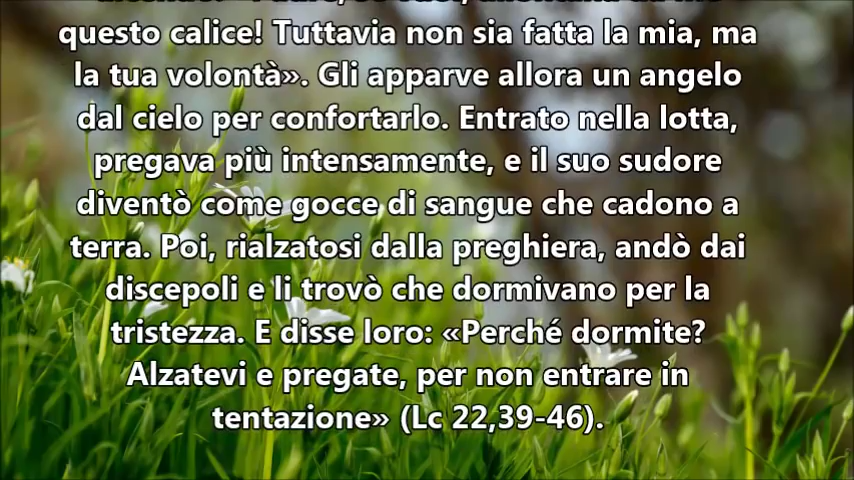 questo calice! Tuttavia non sia fatta la mia, ma
la tua volontà». Gli apparve allora un angelo
dal cielo per confortarlo. Entrato nella lotta,
pregava più intensamente, e il suo sudore
diventò come gocce di sangue che cadono a
terra. Poi, rialzatosi dalla preghiera, andò dai
discepoli e li trovò che dormivano per la
tristezza. E disse loro: «Perché dormite?
Alzatevi e pregate, per non entrare in
tentazione» (Lc 22,39-46).